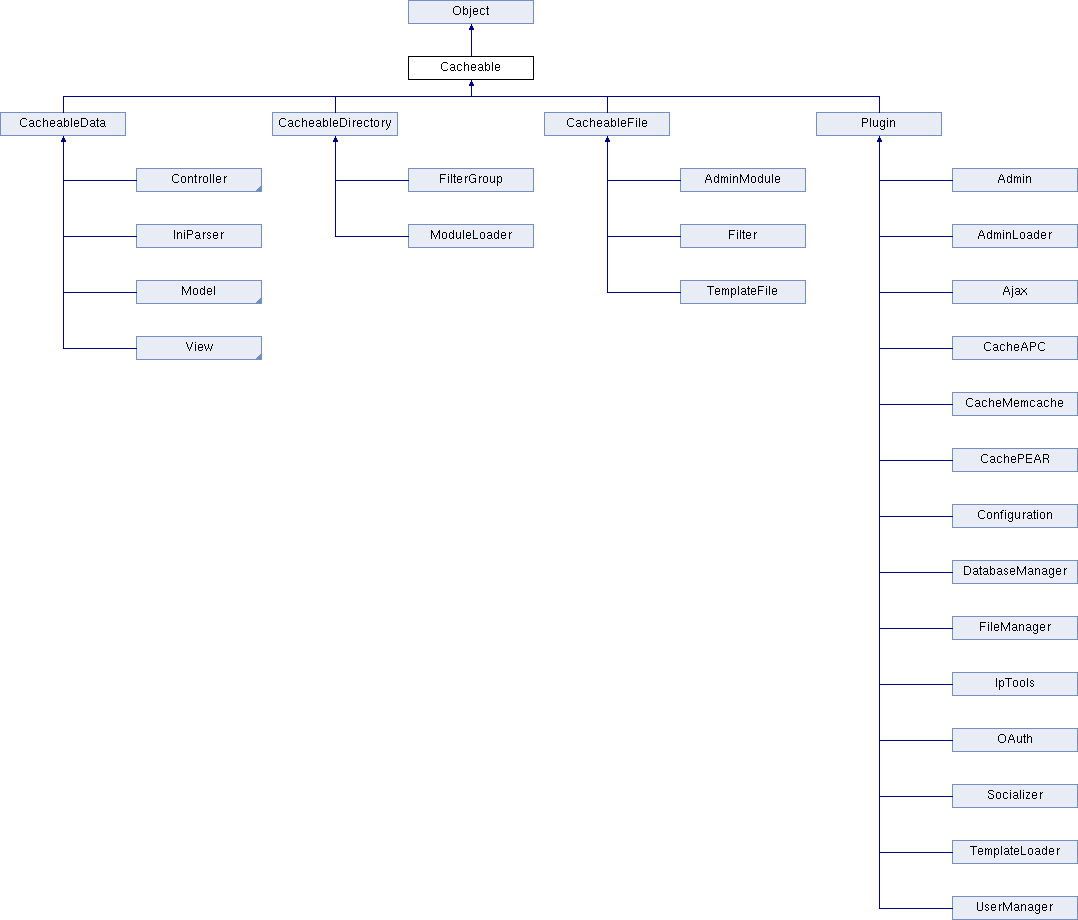 Object
Cacheable
CacheableData
CacheableDirectory
CacheableFile
Plugin
Controller
FilterGroup
AdminModule
Admin
IniParser
ModuleLoader
Filter
AdminLoader
Model
TemplateFile
Ajax
View
CacheAPC
CacheMemcache
CachePEAR
Configuration
DatabaseManager
FileManager
IpTools
OAuth
Socializer
TemplateLoader
UserManager